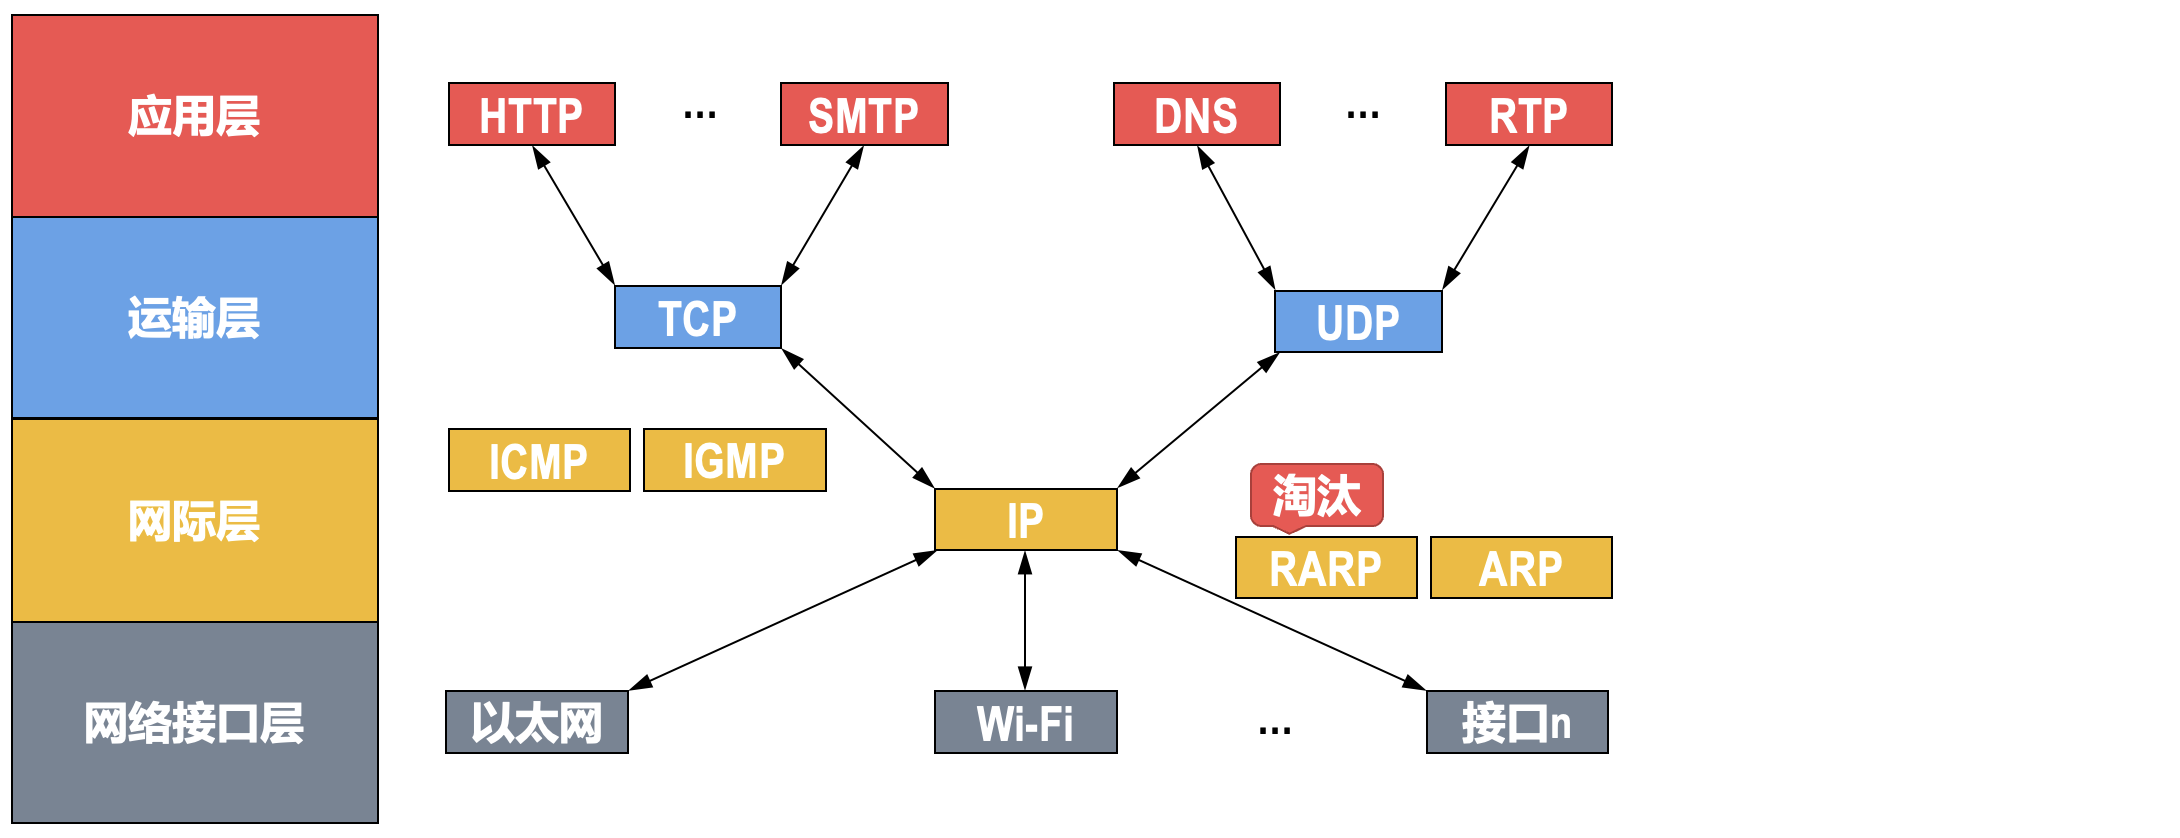 应用层
HTTP
...
SMTP
DNS
...
RTP
运输层
TCP
UDP
网际层
ICMP
IGMP
IP
淘汰
RARP
ARP
网络接口层
以太网
Wi-Fi
...
接口n